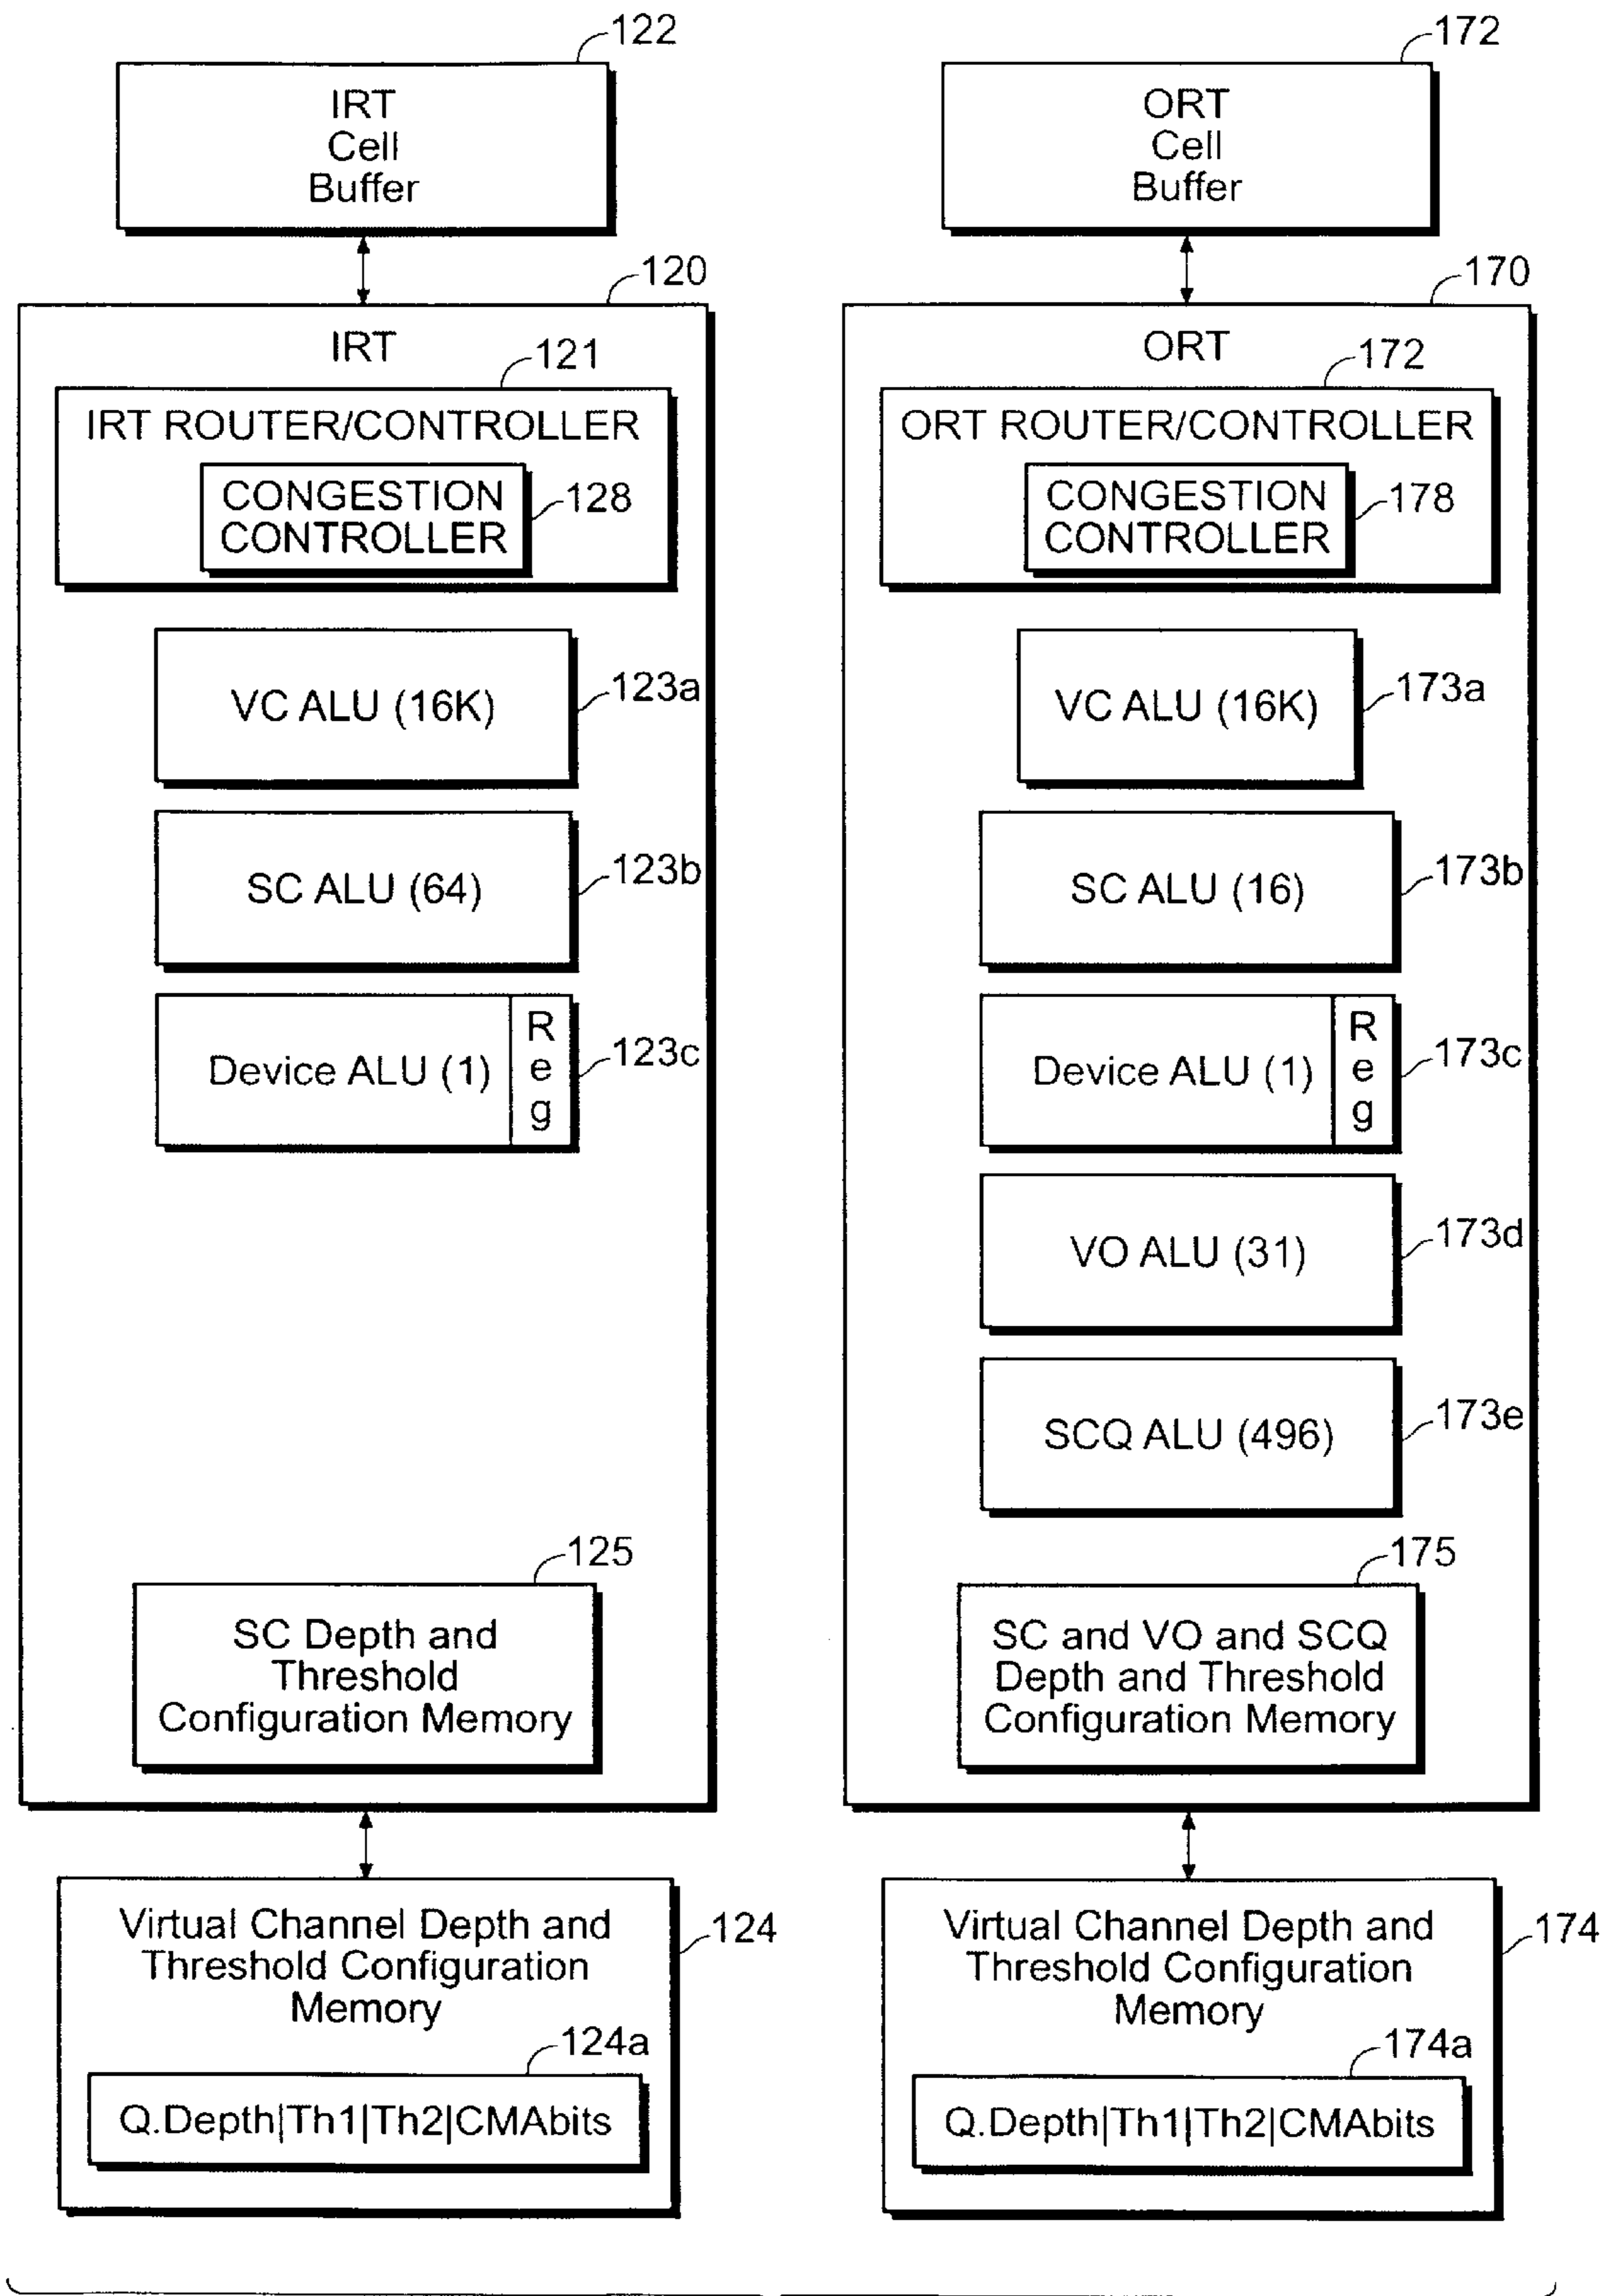 122
IRT
Cell
Buffer
120
IRT
121
IRT ROUTER/CONTROLLER
CONGESTION
CONTROLLER
128
VC ALU (16K)
123a
SC ALU (64)
123b
Device ALU (1)
R
e
g
123c
125
SC Depth and
Threshold
Configuration Memory
Virtual Channel Depth and
Threshold Configuration
Memory
124
124a
Q.Depth|Th1|Th2|CMAbits
172
ORT
Cell
Buffer
170
ORT
172
ORT ROUTER/CONTROLLER
CONGESTION
CONTROLLER
178
VC ALU (16K)
173a
SC ALU (16)
173b
Device ALU (1)
R
e
g
173c
VO ALU (31)
173d
SCQ ALU (496)
173e
175
SC and VO and SCQ
Depth and Threshold
Configuration Memory
Virtual Channel Depth and
Threshold Configuration
Memory
174
174a
Q.Depth|Th1|Th2|CMAbits